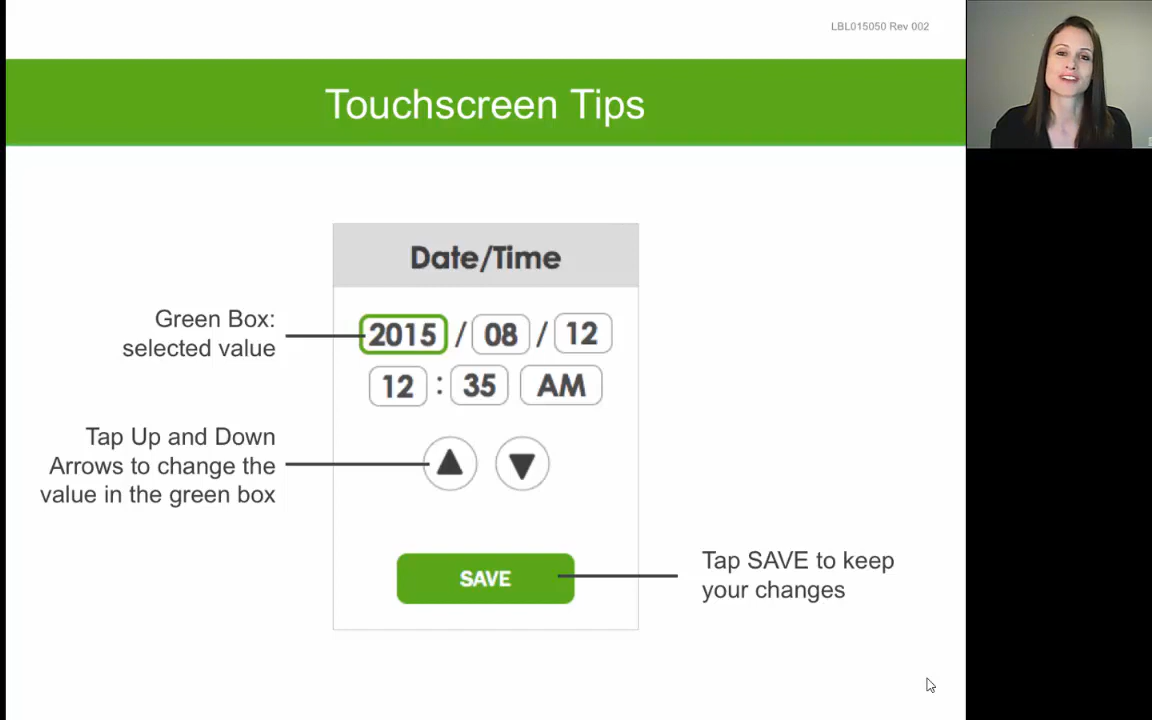 LBL015050 Rev 002
Touchscreen Tips
Date/Time
Green Box:
selected value
2015 / 08 / 12
12 : 35 AM
Tap Up and Down
Arrows to change the
value in the green box
SAVE
Tap SAVE to keep
your changes